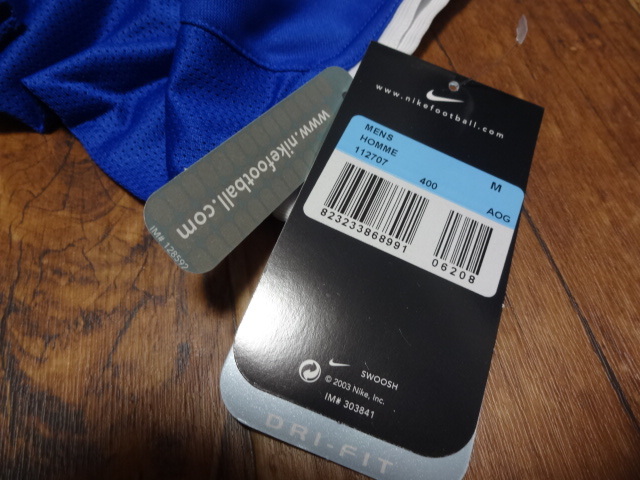 www.nikefootball.com
MENS
HOMME
112707
400
M
AOG
823233868991
06208
SWOOSH
© 2003 Nike, Inc.
IM# 303841
DRI-FIT
www.nikefootball.com
IM# 128592